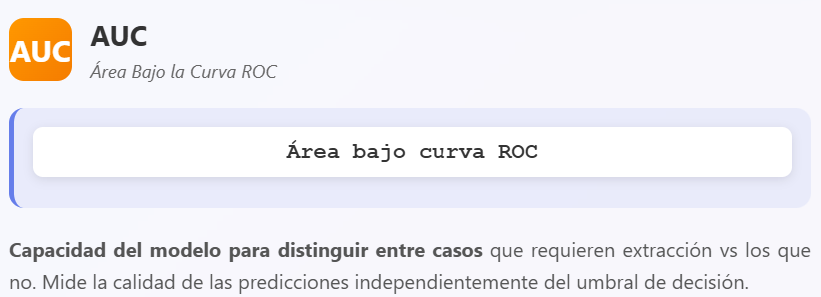 AUC
AUC
Área Bajo la Curva ROC
Área bajo curva ROC
Capacidad del modelo para distinguir entre casos que requieren extracción vs los que
no. Mide la calidad de las predicciones independientemente del umbral de decisión.